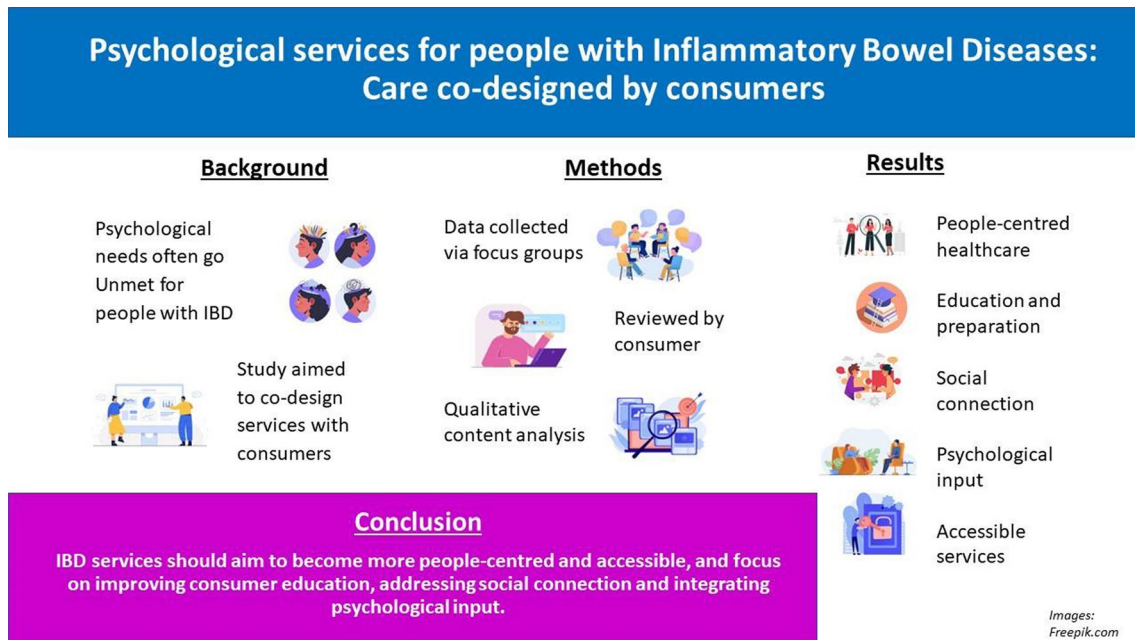 Psychological services for people with Inflammatory Bowel Diseases:
Care co-designed by consumers
Background
Psychological
needs often go
Unmet for
people with IBD
Study aimed
to co-design
services with
consumers
Methods
Data collected
via focus groups
Reviewed by
consumer
Qualitative
content analysis
Results
People-centred
healthcare
Education and
preparation
Social
connection
Psychological
input
Accessible
services
Conclusion
IBD services should aim to become more people-centred and accessible, and focus
on improving consumer education, addressing social connection and integrating
psychological input.
Images:
Freepik.com